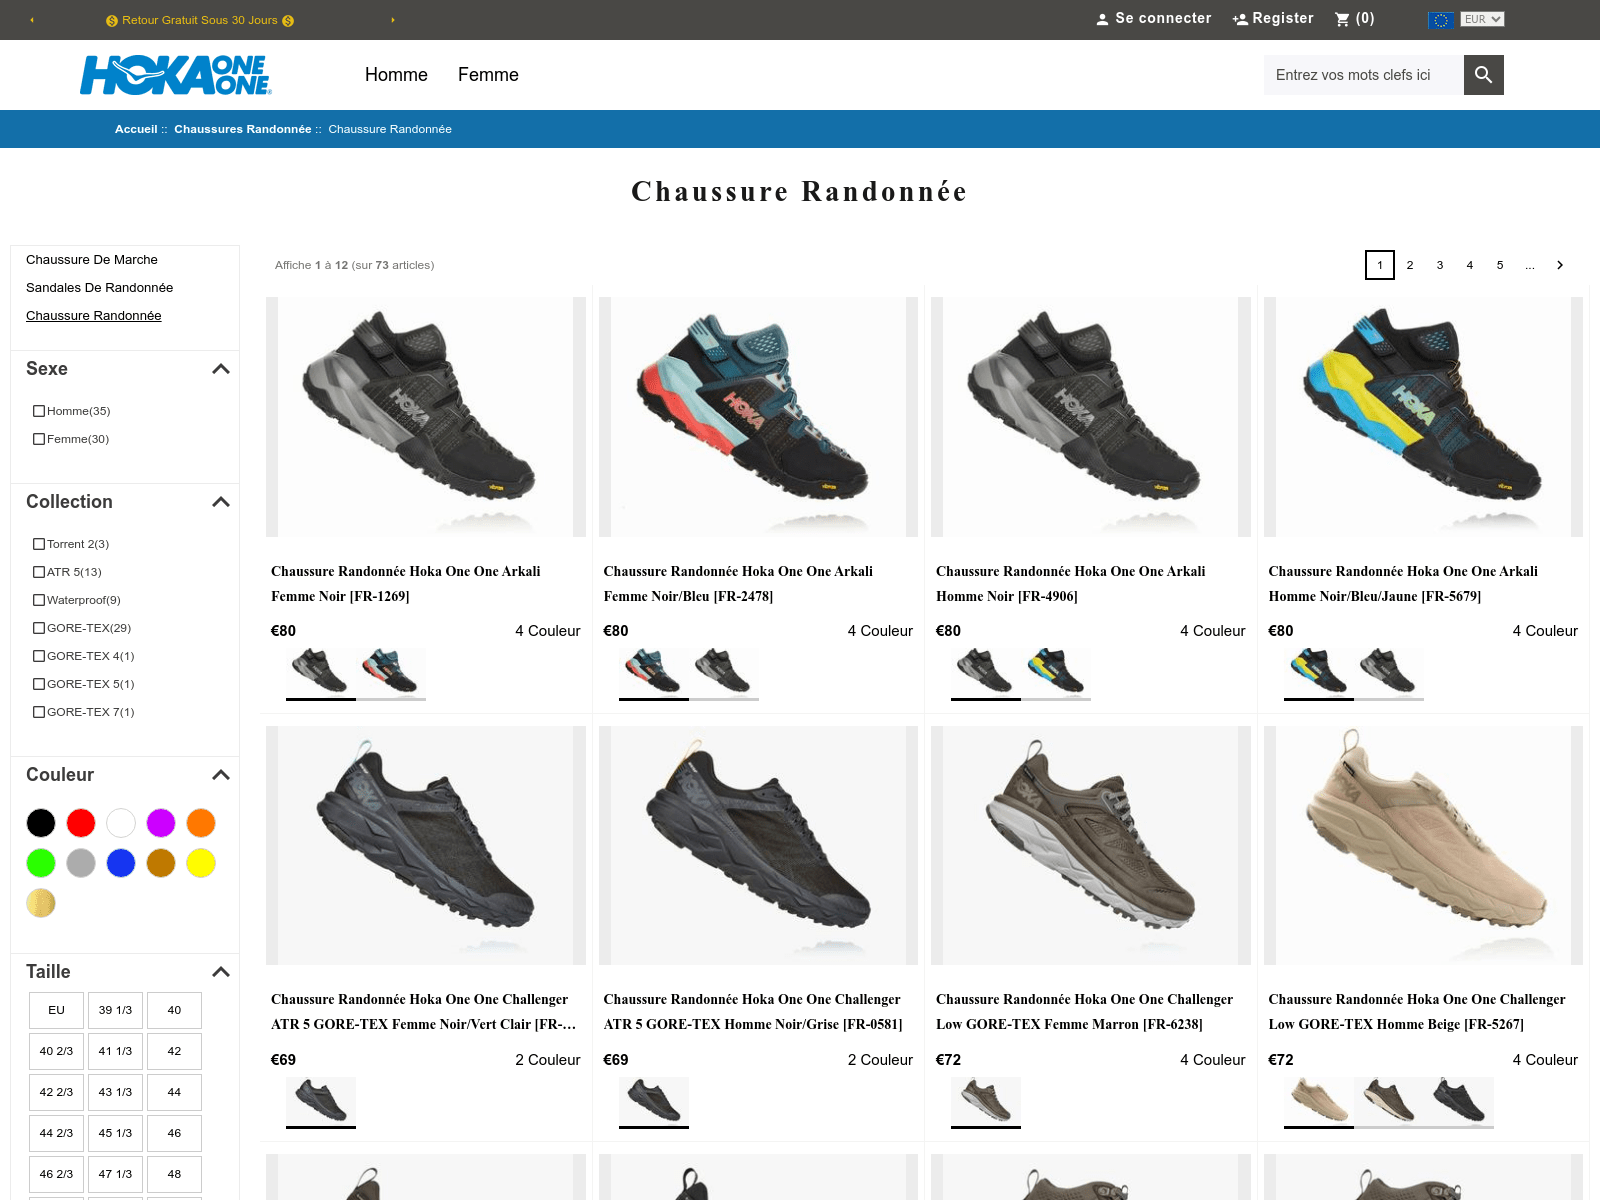 Retour Gratuit Sous 30 Jours
Se connecter
Register
(0)
EUR
HOKA ONE ONE
Homme
Femme
Entrez vos mots clefs ici
Accueil :: Chaussures Randonnée :: Chaussure Randonnée
Chaussure Randonnée
Chaussure De Marche
Sandales De Randonnée
Chaussure Randonnée
Sexe
Homme(35)
Femme(30)
Collection
Torrent 2(3)
ATR 5(13)
Waterproof(9)
GORE-TEX(29)
GORE-TEX 4(1)
GORE-TEX 5(1)
GORE-TEX 7(1)
Couleur
Taille
EU 39 1/3 40
40 2/3 41 1/3 42
42 2/3 43 1/3 44
44 2/3 45 1/3 46
46 2/3 47 1/3 48
Affiche 1 à 12 (sur 73 articles)
1 2 3 4 5 ...
Chaussure Randonnée Hoka One One Arkali
Femme Noir [FR-1269]
€80 4 Couleur
Chaussure Randonnée Hoka One One Arkali
Femme Noir/Bleu [FR-2478]
€80 4 Couleur
Chaussure Randonnée Hoka One One Arkali
Homme Noir [FR-4906]
€80 4 Couleur
Chaussure Randonnée Hoka One One Arkali
Homme Noir/Bleu/Jaune [FR-5679]
€80 4 Couleur
Chaussure Randonnée Hoka One One Challenger
ATR 5 GORE-TEX Femme Noir/Vert Clair [FR-...
€69 2 Couleur
Chaussure Randonnée Hoka One One Challenger
ATR 5 GORE-TEX Homme Noir/Grise [FR-0581]
€69 2 Couleur
Chaussure Randonnée Hoka One One Challenger
Low GORE-TEX Femme Marron [FR-6238]
€72 4 Couleur
Chaussure Randonnée Hoka One One Challenger
Low GORE-TEX Homme Beige [FR-5267]
€72 4 Couleur